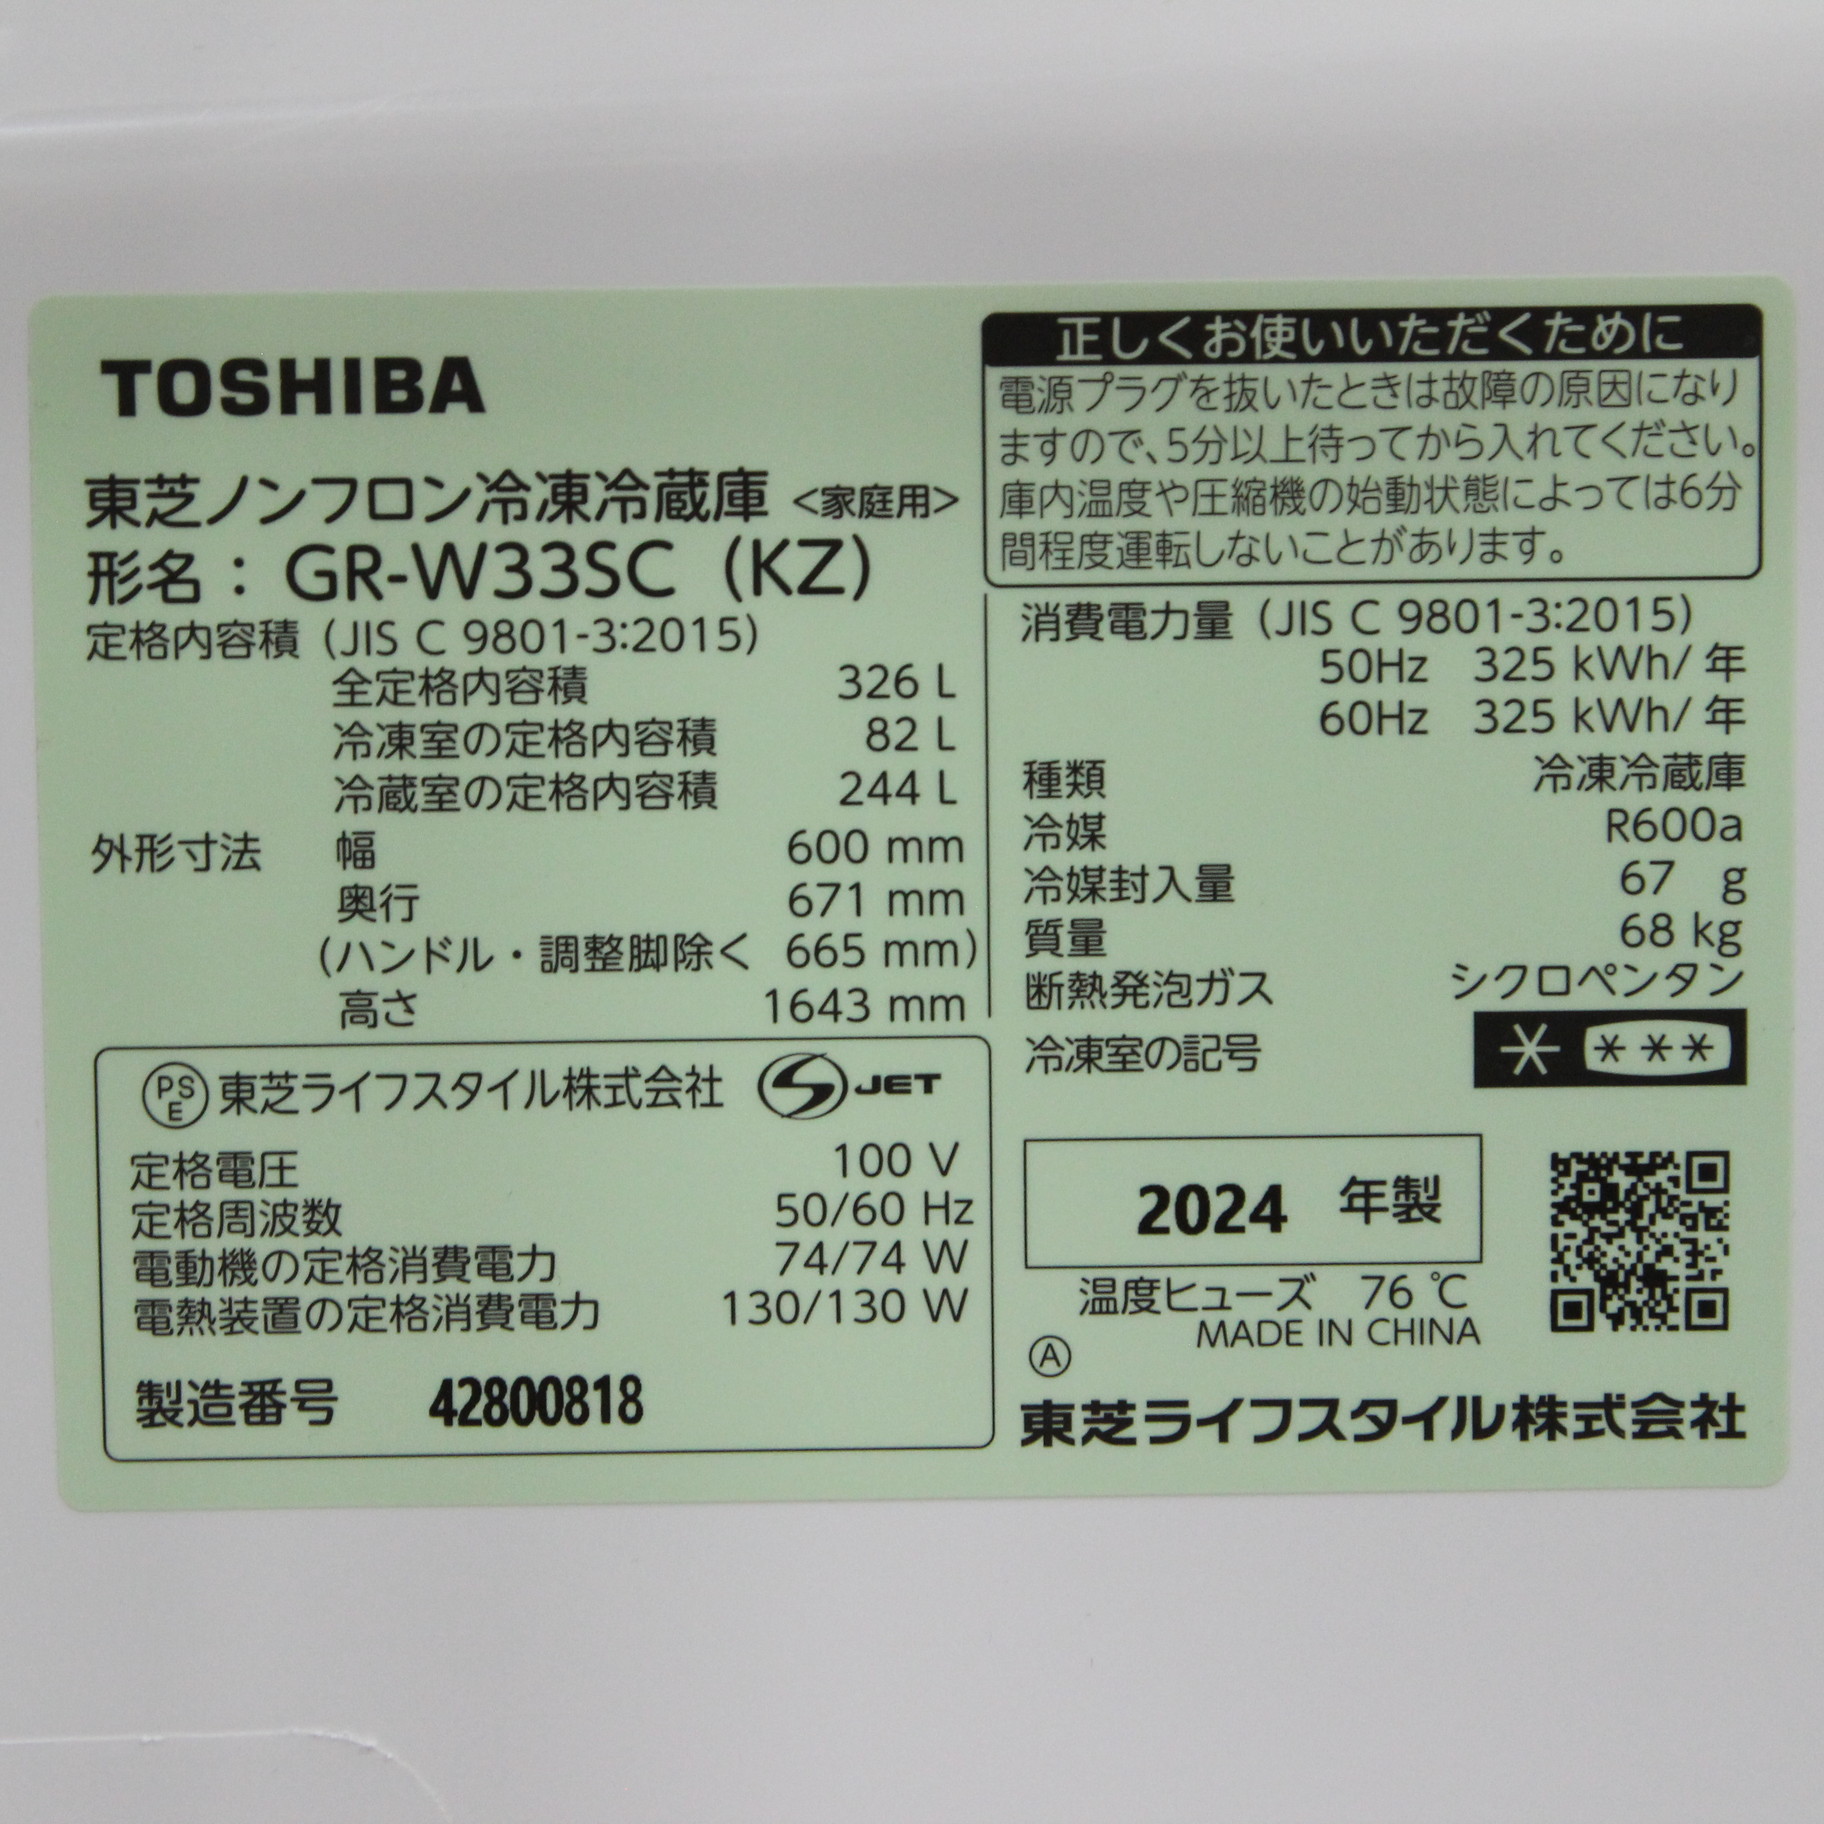 TOSHIBA
東芝ノンフロン冷凍冷蔵庫 <家庭用>
形名： GR-W33SC (KZ)
定格内容積 (JIS C 9801-3:2015)
全定格内容積 326 L
冷凍室の定格内容積 82 L
冷蔵室の定格内容積 244 L
外形寸法 幅 600 mm
奥行 671 mm
(ハンドル・調整脚除く 665 mm)
高さ 1643 mm
PSE 東芝ライフスタイル株式会社 S JET
定格電圧 100 V
定格周波数 50/60 Hz
電動機の定格消費電力 74/74 W
電熱装置の定格消費電力 130/130 W
製造番号 42800818
正しくお使いいただくために
電源プラグを抜いたときは故障の原因になり
ますので、5分以上待ってから入れてください。
庫内温度や圧縮機の始動状態によっては6分
間程度運転しないことがあります。
消費電力量 (JIS C 9801-3:2015)
50Hz 325 kWh/年
60Hz 325 kWh/年
種類 冷凍冷蔵庫
冷媒 R600a
冷媒封入量 67 g
質量 68 kg
断熱発泡ガス シクロペンタン
冷凍室の記号 * ***
2024 年製
温度ヒューズ 76 ℃
MADE IN CHINA
Ⓐ
東芝ライフスタイル株式会社